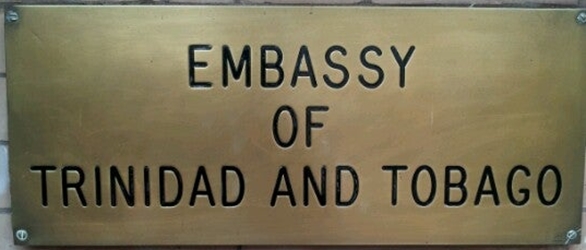 EMBASSY
OF
TRINIDAD AND TOBAGO